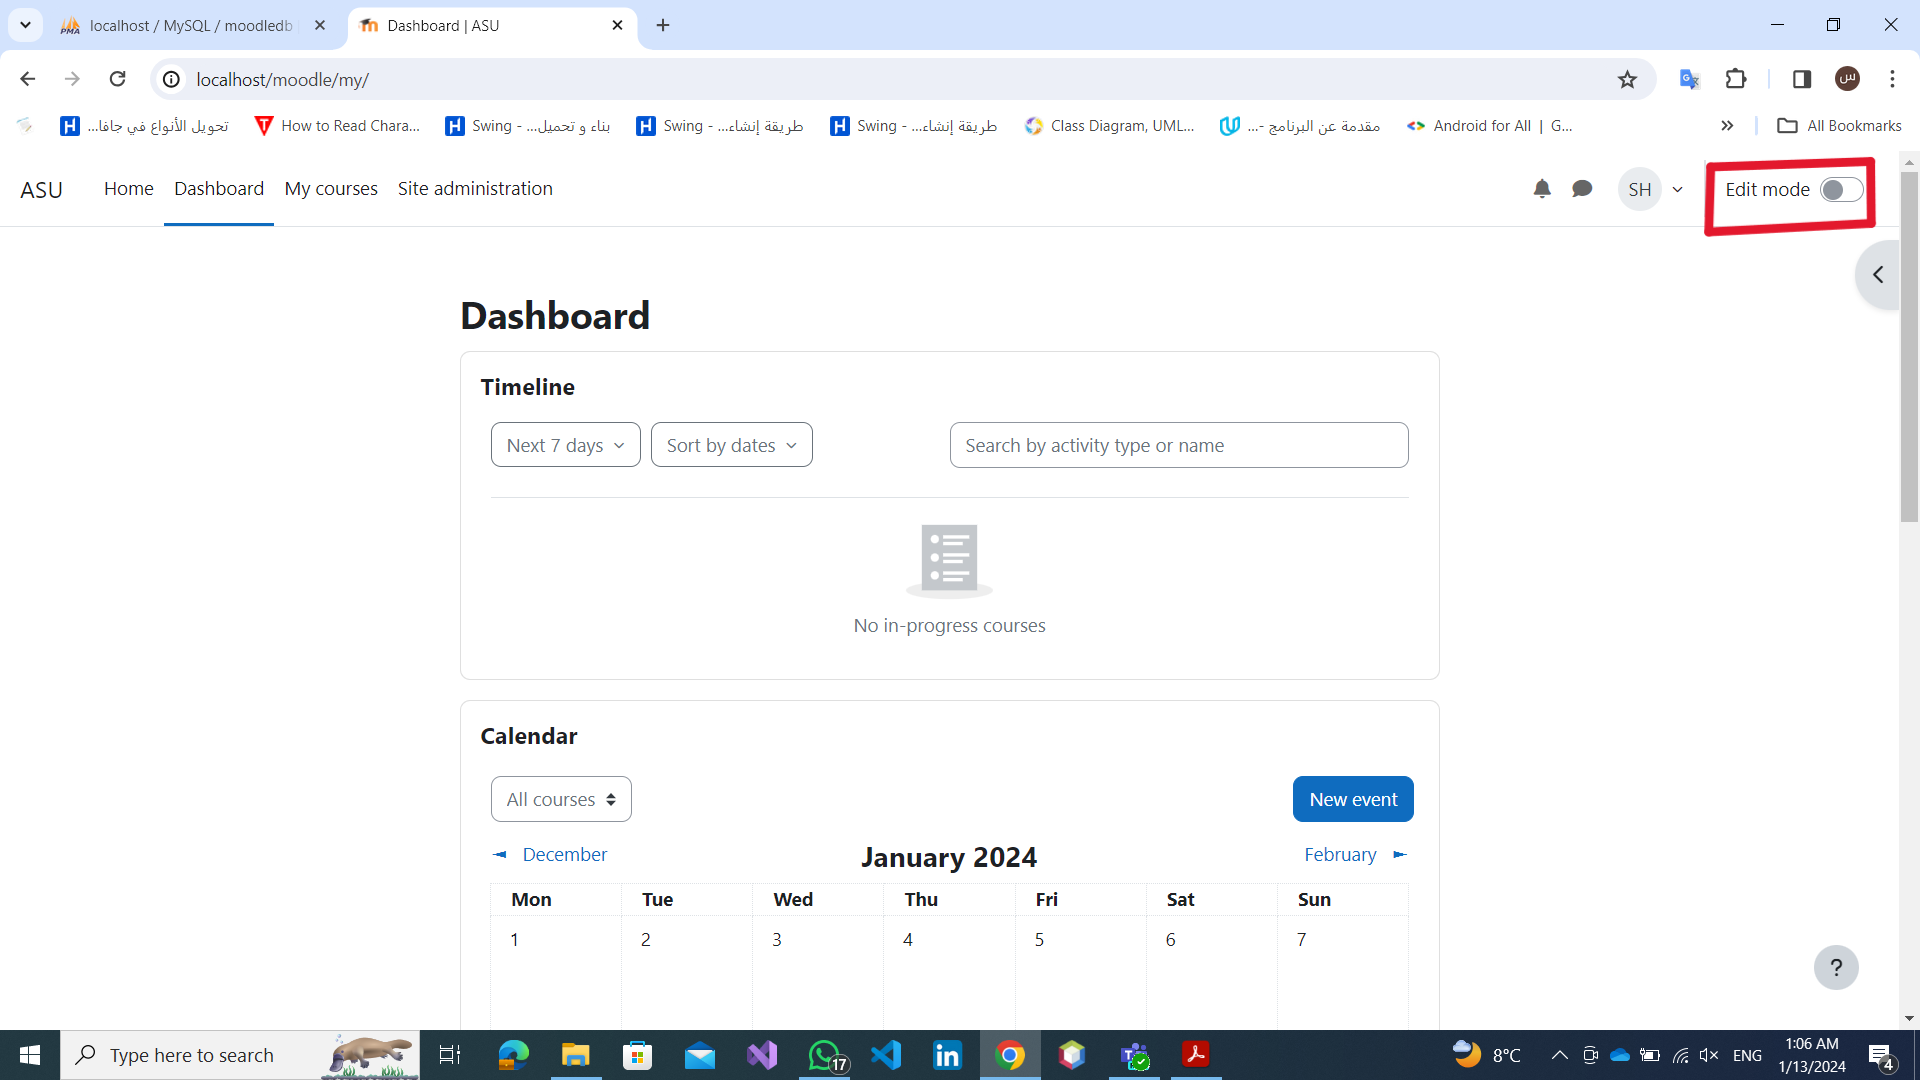 localhost / MySQL / moodledb
Dashboard | ASU
localhost/moodle/my/
س
تحويل الأنواع في جافا...
How to Read Chara...
Swing - ...بناء و تحميل
Swing - ...طريقة إنشاء
Swing - ...طريقة إنشاء
Class Diagram, UML...
...- مقدمة عن البرنامج
Android for All | G...
All Bookmarks
ASU
Home
Dashboard
My courses
Site administration
SH
Edit mode
Dashboard
Timeline
Next 7 days
Sort by dates
Search by activity type or name
No in-progress courses
Calendar
All courses
New event
December
January 2024
February
Mon Tue Wed Thu Fri Sat Sun
1 2 3 4 5 6 7
?
Type here to search
17
8°C
ENG
1:06 AM
1/13/2024
4